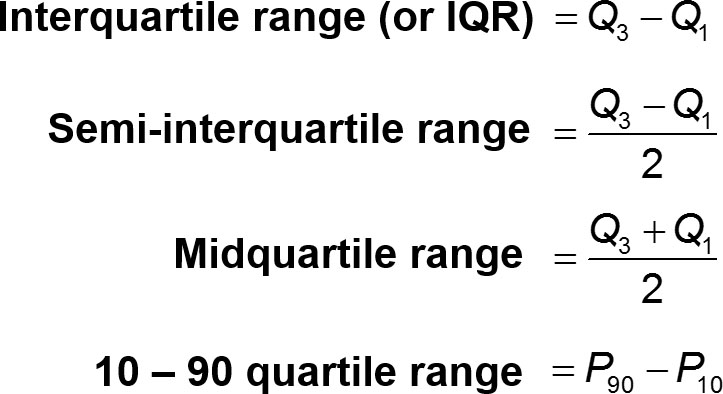 Interquartile range (or IQR) = Q₃ − Q₁
Semi-interquartile range = (Q₃ − Q₁) / 2
Midquartile range = (Q₃ + Q₁) / 2
10 – 90 quartile range = P₉₀ − P₁₀